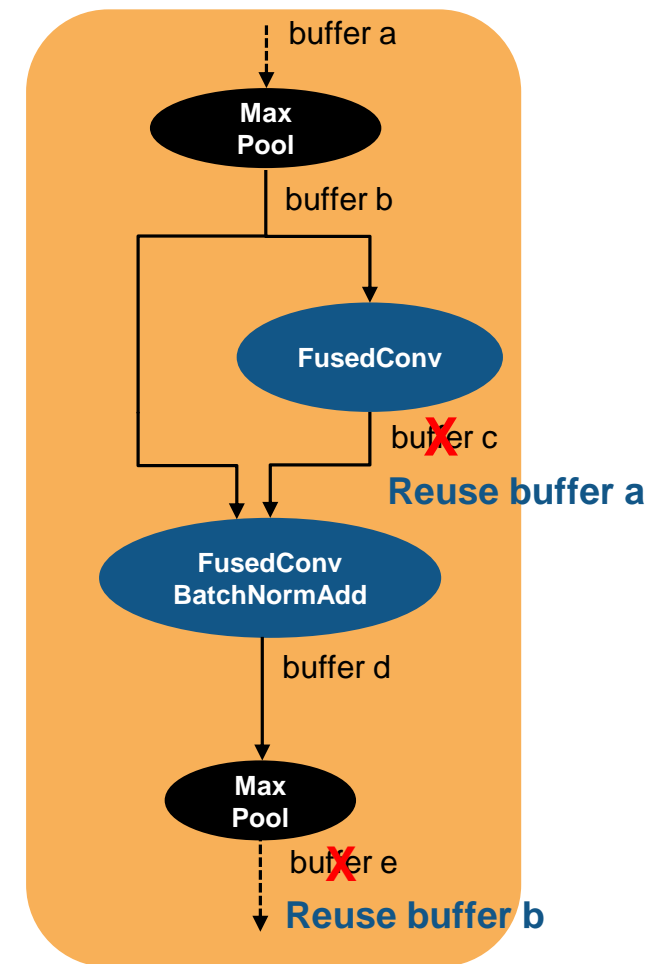 buffer a
Max
Pool
buffer b
FusedConv
buffer c
X
Reuse buffer a
FusedConv
BatchNormAdd
buffer d
Max
Pool
buffer e
X
Reuse buffer b